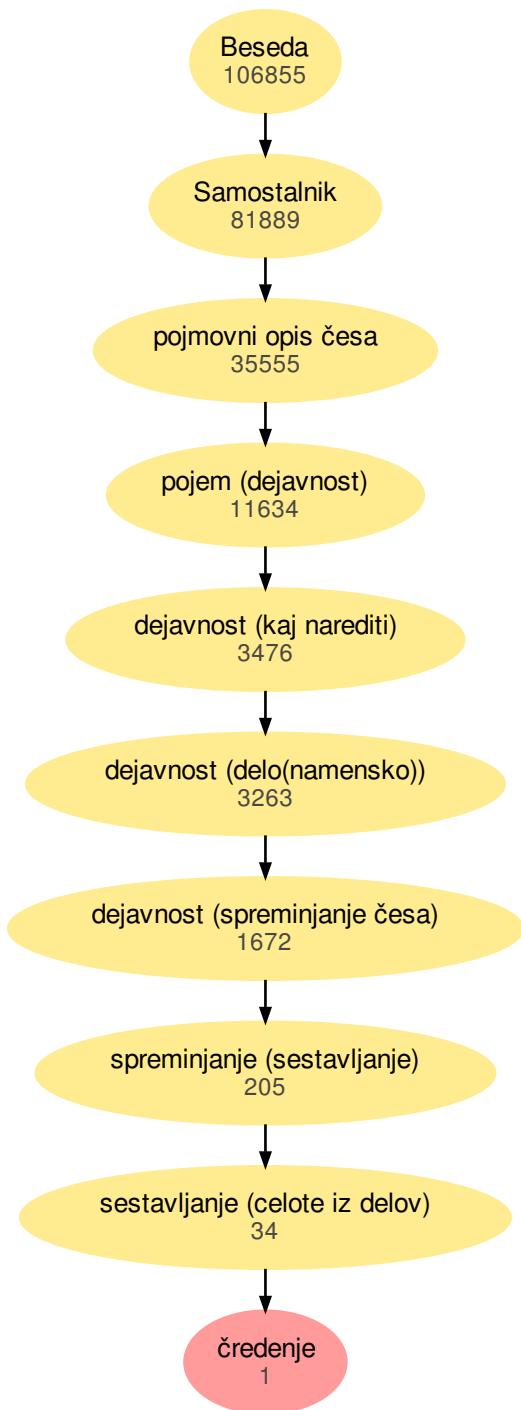 Beseda
106855
Samostalnik
81889
pojmovni opis česa
35555
pojem (dejavnost)
11634
dejavnost (kaj narediti)
3476
dejavnost (delo(namensko))
3263
dejavnost (spreminjanje česa)
1672
spreminjanje (sestavljanje)
205
sestavljanje (celote iz delov)
34
čredenje
1